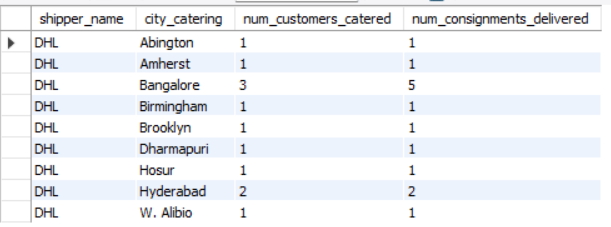 shipper_name city_catering num_customers_catered num_consignments_delivered
DHL Abington 1 1
DHL Amherst 1 1
DHL Bangalore 3 5
DHL Birmingham 1 1
DHL Brooklyn 1 1
DHL Dharmapuri 1 1
DHL Hosur 1 1
DHL Hyderabad 2 2
DHL W. Alibio 1 1